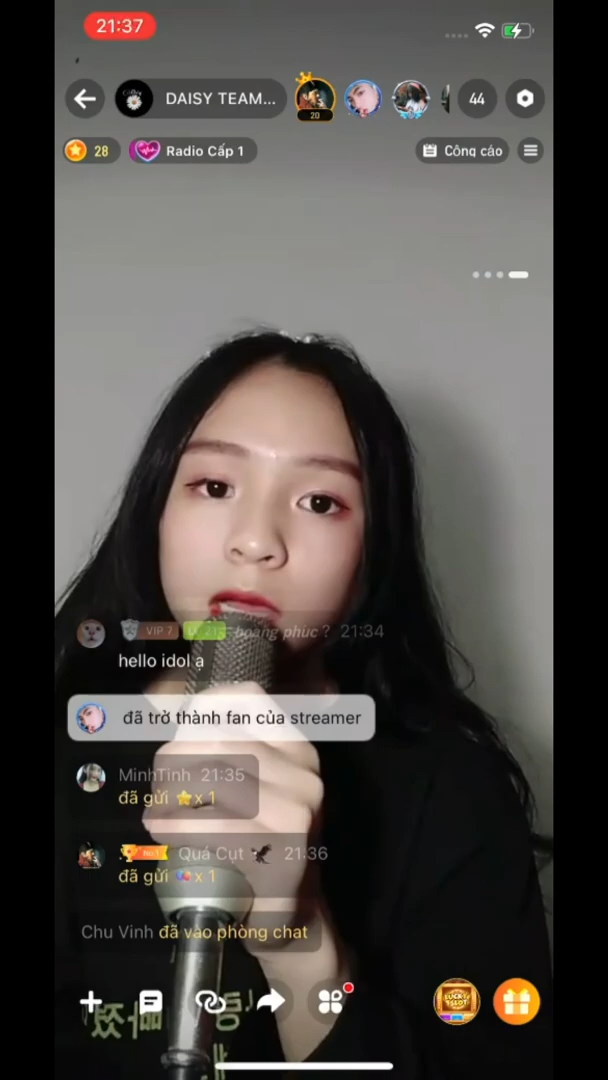 21:37
DAISY TEAM...
20
44
28
Radio Cấp 1
Công cáo
VIP 7 hoàng phúc ? 21:34
hello idol ạ
đã trở thành fan của streamer
MinhTinh 21:35
đã gửi x 1
No.1 Quá Cụt 21:36
đã gửi x 1
Chu Vinh đã vào phòng chat
LUCKY SLOT